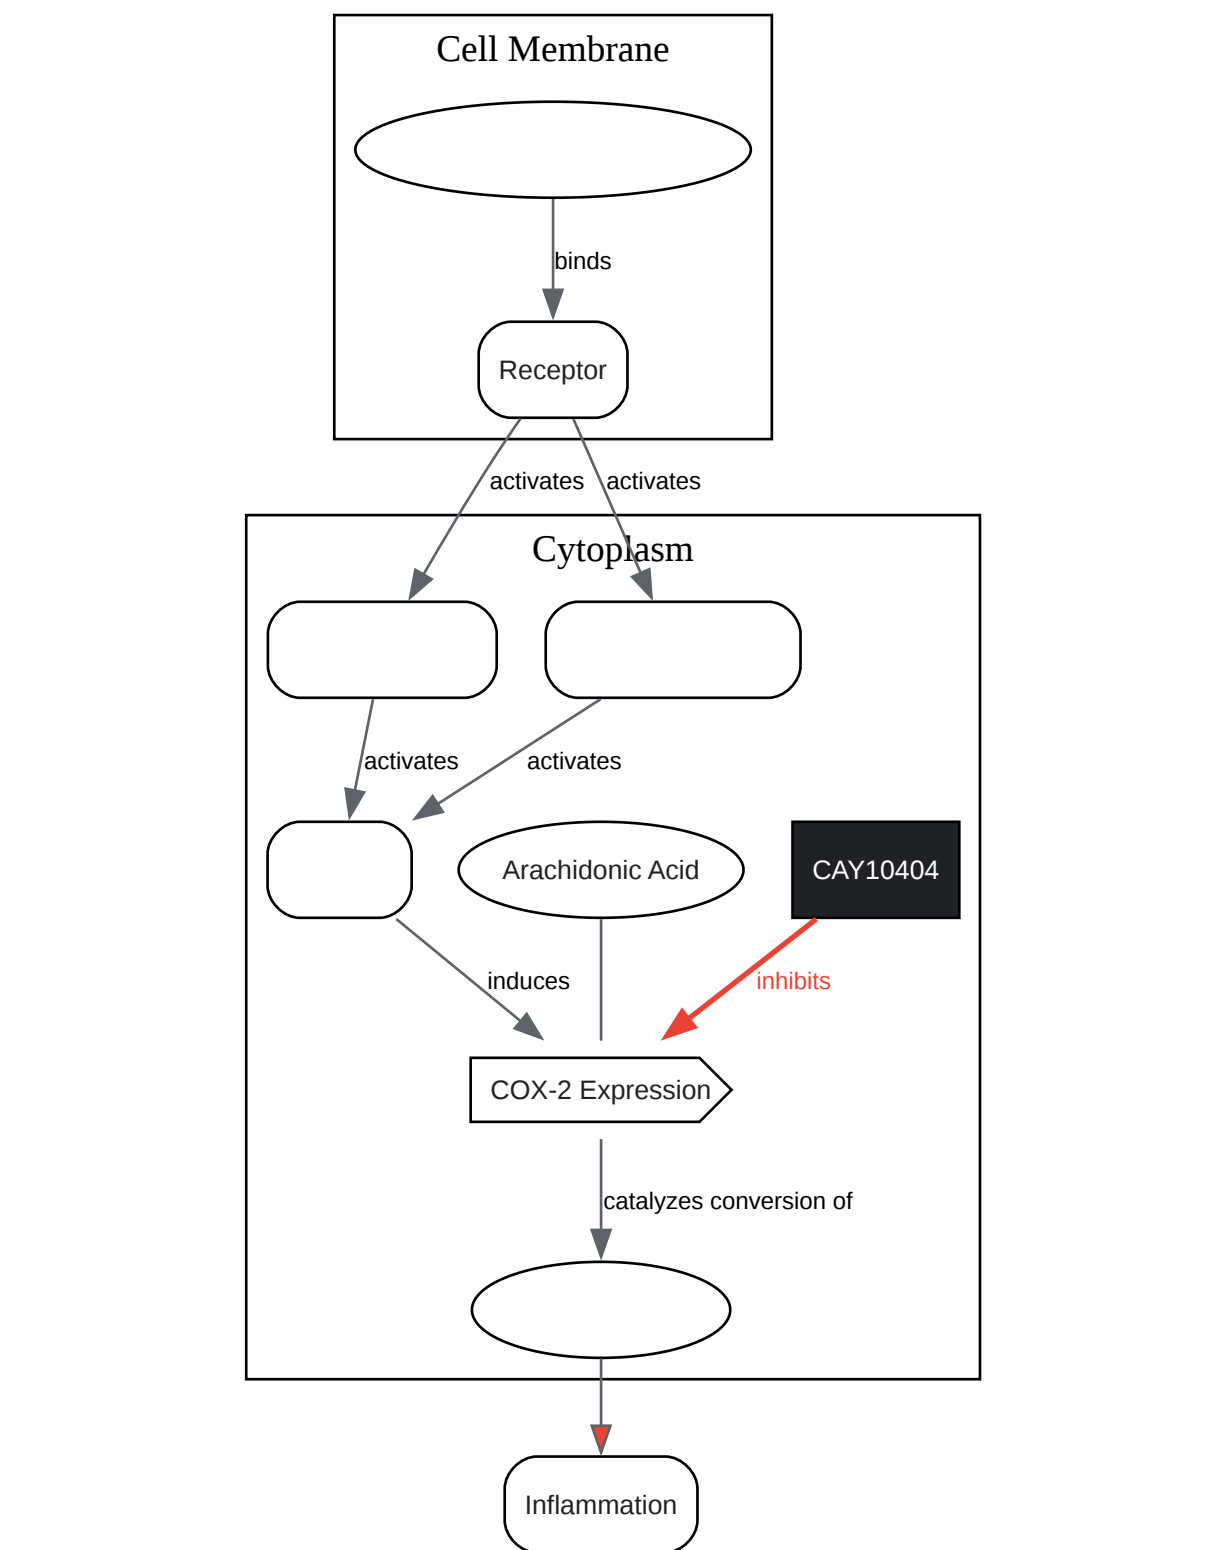 Cell Membrane
binds
Receptor
activates
activates
Cytoplasm
activates
activates
Arachidonic Acid
CAY10404
induces
inhibits
COX-2 Expression
catalyzes conversion of
Inflammation